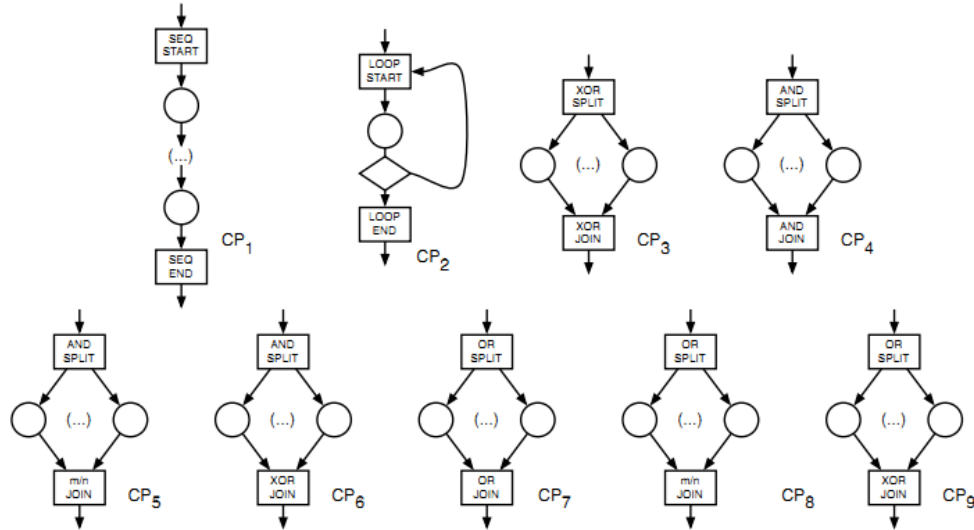 SEQ
START
(...)
SEQ
END
CP1
LOOP
START
LOOP
END
CP2
XOR
SPLIT
(...)
XOR
JOIN
CP3
AND
SPLIT
(...)
AND
JOIN
CP4
AND
SPLIT
(...)
m/n
JOIN
CP5
AND
SPLIT
(...)
XOR
JOIN
CP6
OR
SPLIT
(...)
OR
JOIN
CP7
OR
SPLIT
(...)
m/n
JOIN
CP8
OR
SPLIT
(...)
XOR
JOIN
CP9